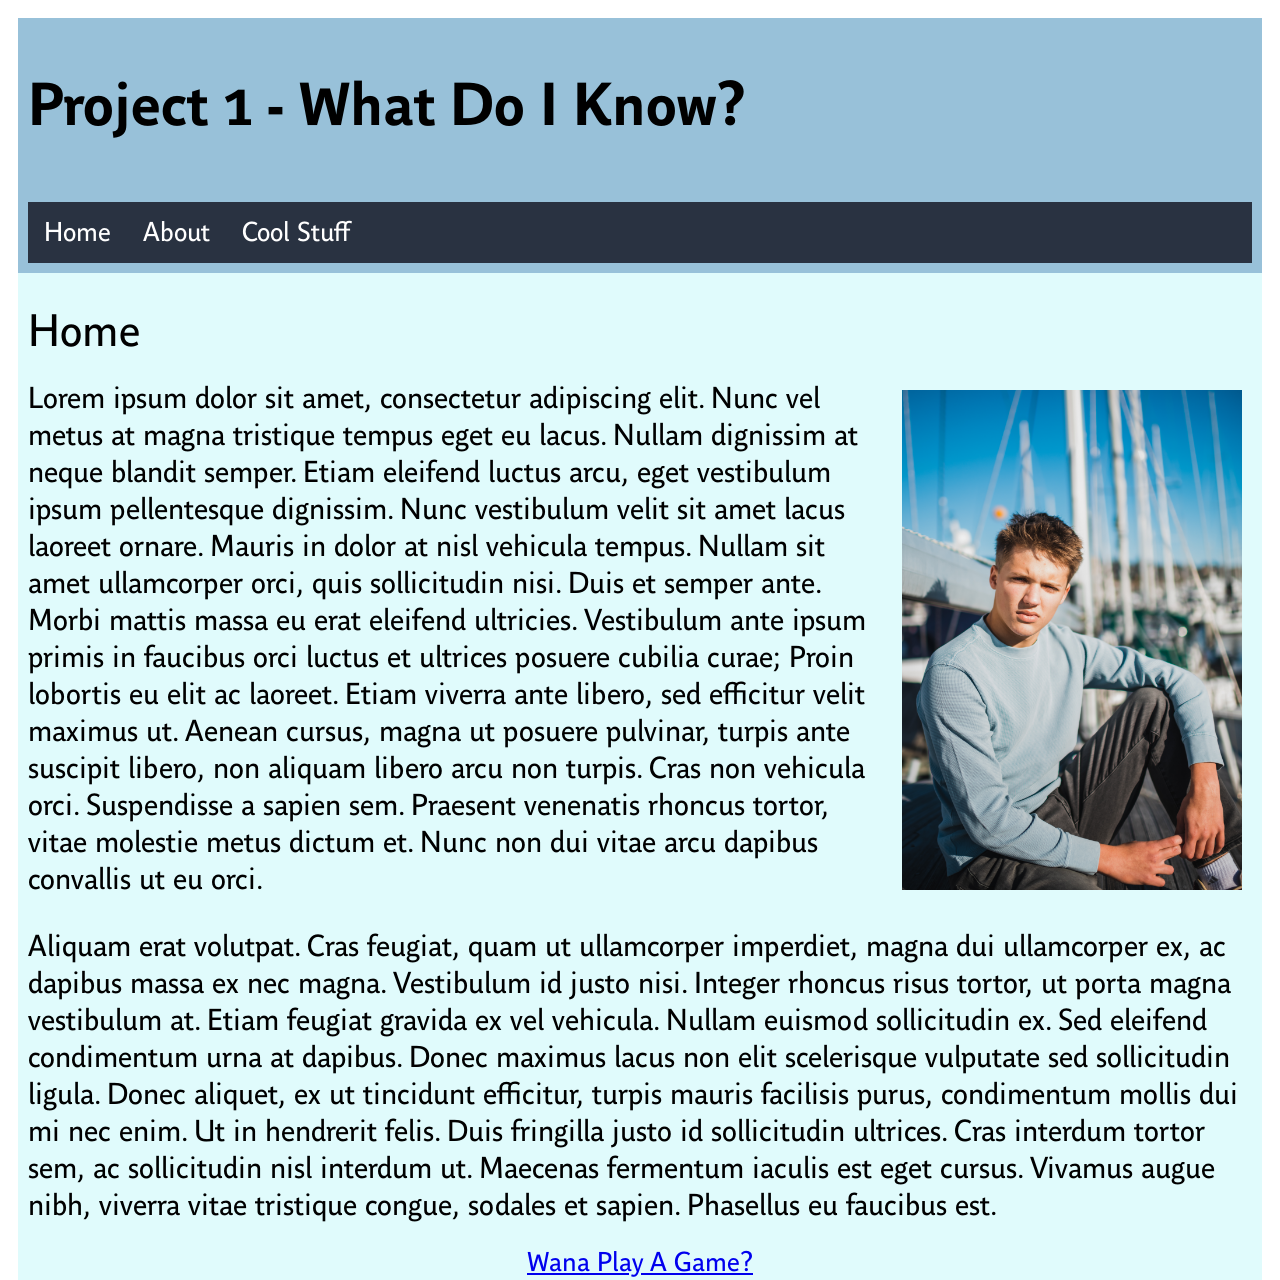 Project 1 - What Do I Know?
Home About Cool Stuff
Home
Lorem ipsum dolor sit amet, consectetur adipiscing elit. Nunc vel
metus at magna tristique tempus eget eu lacus. Nullam dignissim at
neque blandit semper. Etiam eleifend luctus arcu, eget vestibulum
ipsum pellentesque dignissim. Nunc vestibulum velit sit amet lacus
laoreet ornare. Mauris in dolor at nisl vehicula tempus. Nullam sit
amet ullamcorper orci, quis sollicitudin nisi. Duis et semper ante.
Morbi mattis massa eu erat eleifend ultricies. Vestibulum ante ipsum
primis in faucibus orci luctus et ultrices posuere cubilia curae; Proin
lobortis eu elit ac laoreet. Etiam viverra ante libero, sed efficitur velit
maximus ut. Aenean cursus, magna ut posuere pulvinar, turpis ante
suscipit libero, non aliquam libero arcu non turpis. Cras non vehicula
orci. Suspendisse a sapien sem. Praesent venenatis rhoncus tortor,
vitae molestie metus dictum et. Nunc non dui vitae arcu dapibus
convallis ut eu orci.
Aliquam erat volutpat. Cras feugiat, quam ut ullamcorper imperdiet, magna dui ullamcorper ex, ac
dapibus massa ex nec magna. Vestibulum id justo nisi. Integer rhoncus risus tortor, ut porta magna
vestibulum at. Etiam feugiat gravida ex vel vehicula. Nullam euismod sollicitudin ex. Sed eleifend
condimentum urna at dapibus. Donec maximus lacus non elit scelerisque vulputate sed sollicitudin
ligula. Donec aliquet, ex ut tincidunt efficitur, turpis mauris facilisis purus, condimentum mollis dui
mi nec enim. Ut in hendrerit felis. Duis fringilla justo id sollicitudin ultrices. Cras interdum tortor
sem, ac sollicitudin nisl interdum ut. Maecenas fermentum iaculis est eget cursus. Vivamus augue
nibh, viverra vitae tristique congue, sodales et sapien. Phasellus eu faucibus est.
Wana Play A Game?